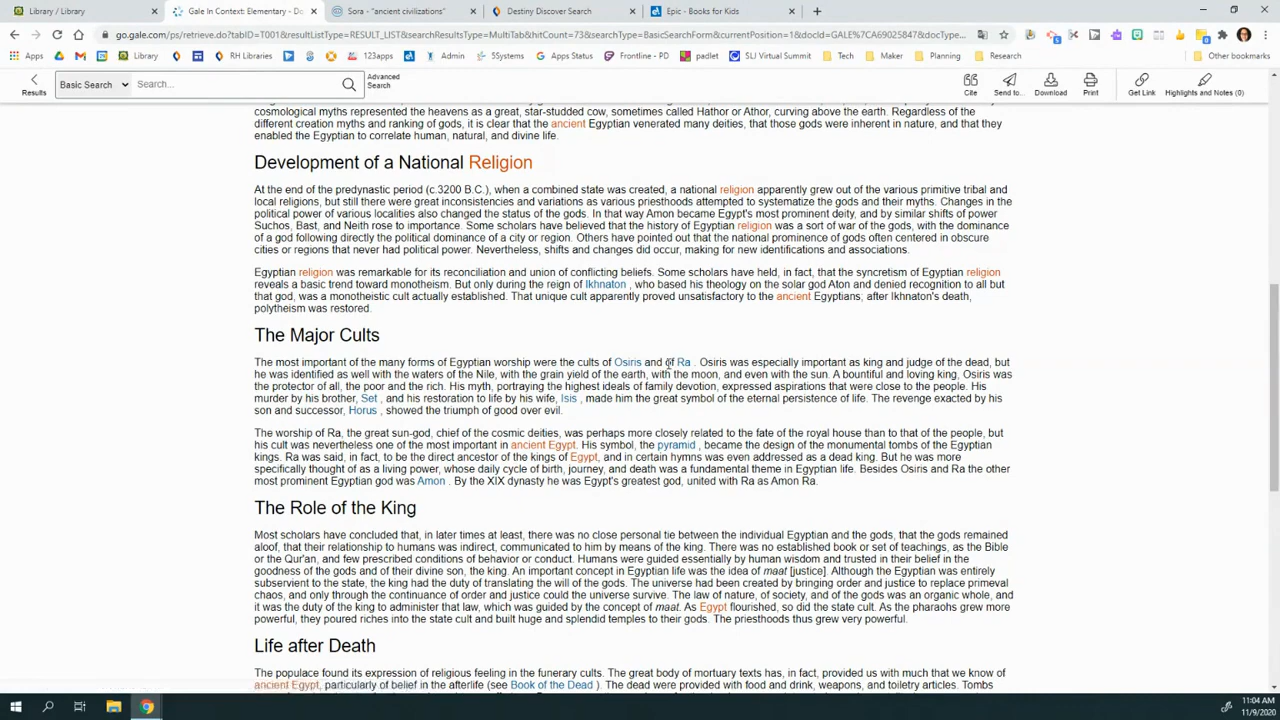 Library / Library
Gale In Context: Elementary - Do
Sora - "ancient civilizations"
Destiny Discover Search
Epic - Books for Kids
go.gale.com/ps/retrieve.do?tabID=T001&resultListType=RESULT_LIST&searchResultsType=MultiTab&hitCount=73&searchType=BasicSearchForm&currentPosition=1&docId=GALE%7CA69025847&docType...
Apps
Library
RH Libraries
Blogs
G Suite
123apps
55ystems
Frontline - PD
padlet
SLJ Virtual Summit
Tech
Maker
Planning
Research
Other bookmarks
Results
Basic Search
Search...
Advanced
Search
Cite
Send to...
Download
Print
Get Link
Highlights and Notes (0)
cosmological myths represented the heavens as a great, star-studded cow, sometimes called Hathor or Athor, curving above the earth. Regardless of
different creation myths and ranking of gods, it is clear that the ancient Egyptian venerated many deities, that those gods were inherent in nature, and that they
enabled the Egyptian to correlate human, natural, and divine life.
Development of a National Religion
At the end of the predynastic period (c.3200 B.C.), when a combined state was created, a national religion apparently grew out of the various primitive tribal and
local religions, but still there were great inconsistencies and variations as various priesthoods attempted to systematize the gods and their myths. Changes in the
political power of various localities also changed the status of the gods. In that way Amon became Egypt's most prominent deity, and by similar shifts of power
Suchos, Bast, and Neith rose to importance. Some scholars have believed that the history of Egyptian religion was a sort of war of the gods, with the dominance
of a god following directly the political dominance of a city or region. Others have pointed out that the national prominence of gods often centered in obscure
cities or regions that never had political power. Nevertheless, shifts and changes did occur, making for new identifications and associations.
Egyptian religion was remarkable for its reconciliation and union of conflicting beliefs. Some scholars have held, in fact, that the syncretism of Egyptian religion
reveals a basic trend toward monotheism. But only during the reign of Ikhnaton , who based his theology on the solar god Aton and denied recognition to all but
that god, was a monotheistic cult actually established. That unique cult apparently proved unsatisfactory to the ancient Egyptians; after Ikhnaton's death,
polytheism was restored.
The Major Cults
The most important of the many forms of Egyptian worship were the cults of Osiris and of Ra . Osiris was especially important as king and judge of the dead, but
he was identified as well with the waters of the Nile, with the grain yield of the earth, with the moon, and even with the sun. A bountiful and loving king, Osiris was
the protector of all, the poor and the rich. His myth, portraying the highest ideals of family devotion, expressed aspirations that were close to the people. His
murder by his brother, Set , and his restoration to life by his wife, Isis , made him the great symbol of the eternal persistence of life. The revenge exacted by his
son and successor, Horus , showed the triumph of good over evil.
The worship of Ra, the great sun-god, chief of the cosmic deities, was perhaps more closely related to the fate of the royal house than to that of the people, but
his cult was nevertheless one of the most important in ancient Egypt. His symbol, the pyramid , became the design of the monumental tombs of the Egyptian
kings. Ra was said, in fact, to be the direct ancestor of the kings of Egypt, and in certain hymns was even addressed as a dead king. But he was more
specifically thought of as a living power, whose daily cycle of birth, journey, and death was a fundamental theme in Egyptian life. Besides Osiris and Ra the other
most prominent Egyptian god was Amon . By the XIX dynasty he was Egypt's greatest god, united with Ra as Amon Ra.
The Role of the King
Most scholars have concluded that, in later times at least, there was no close personal tie between the individual Egyptian and the gods, that the gods remained
aloof, that their relationship to humans was indirect, communicated to him by means of the king. There was no established book or set of teachings, as the Bible
or the Qur'an, and few prescribed conditions of behavior or conduct. Humans were guided essentially by human wisdom and trusted in their belief in the
goodness of the gods and of their divine son, the king. An important concept in Egyptian life was the idea of maat [justice]. Although the Egyptian was entirely
subservient to the state, the king had the duty of translating the will of the gods. The universe had been created by bringing order and justice to replace primeval
chaos, and only through the continuance of order and justice could the universe survive. The law of nature, of society, and of the gods was an organic whole, and
it was the duty of the king to administer that law, which was guided by the concept of maat. As Egypt flourished, so did the state cult. As the pharaohs grew more
powerful, they poured riches into the state cult and built huge and splendid temples to their gods. The priesthoods thus grew very powerful.
Life after Death
The populace found its expression of religious feeling in the funerary cults. The great body of mortuary texts has, in fact, provided us with much that we know of
ancient Egypt, particularly of belief in the afterlife (see Book of the Dead ). The dead were provided with food and drink, weapons, and toiletry articles. Tombs
11:04 AM
11/9/2020